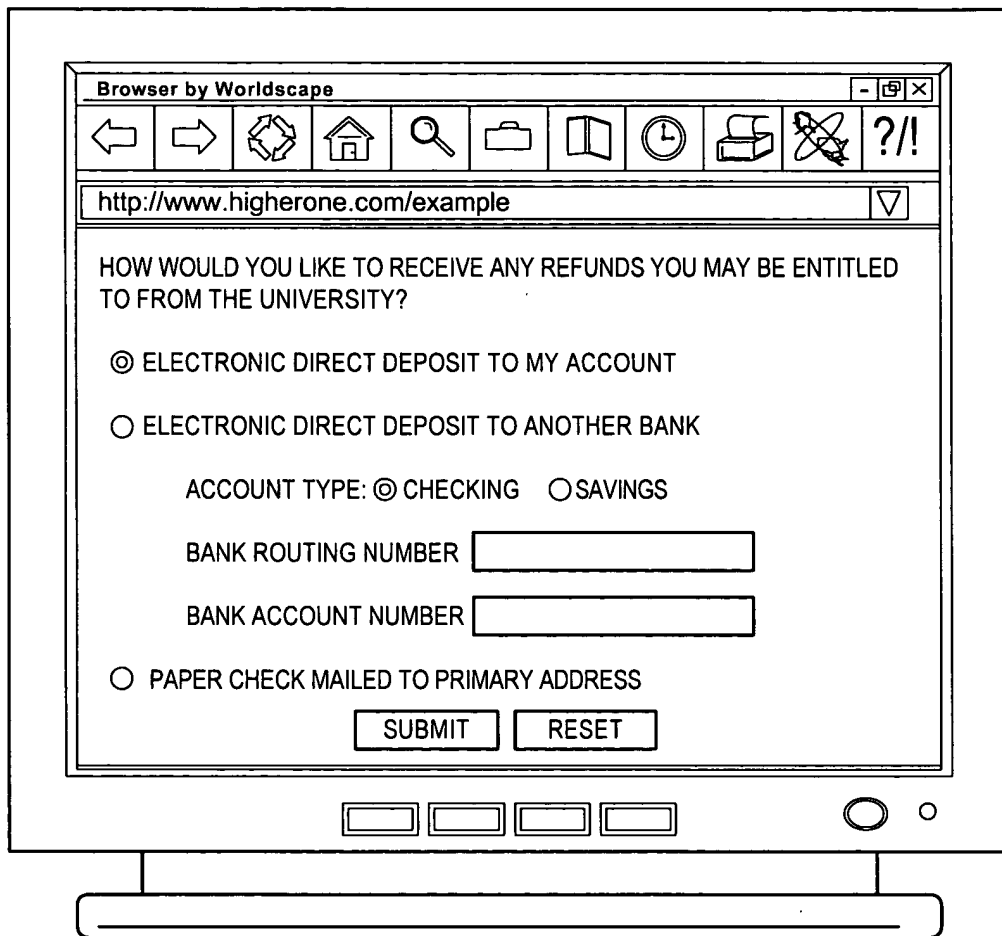 Browser by Worldscape
?/!
http://www.higherone.com/example
HOW WOULD YOU LIKE TO RECEIVE ANY REFUNDS YOU MAY BE ENTITLED
TO FROM THE UNIVERSITY?
ELECTRONIC DIRECT DEPOSIT TO MY ACCOUNT
ELECTRONIC DIRECT DEPOSIT TO ANOTHER BANK
ACCOUNT TYPE: CHECKING SAVINGS
BANK ROUTING NUMBER
BANK ACCOUNT NUMBER
PAPER CHECK MAILED TO PRIMARY ADDRESS
SUBMIT RESET